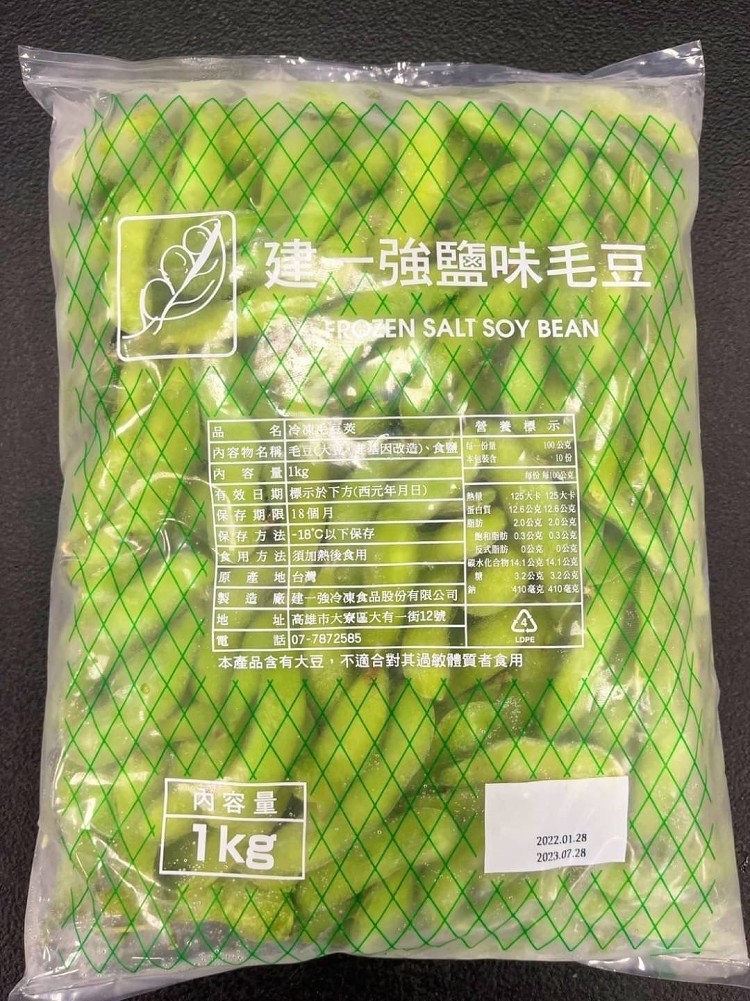 建一強鹽味毛豆
FROZEN SALT SOY BEAN
品名 冷凍毛豆莢
內容物名稱 毛豆(大豆、非基因改造)、食鹽
內容量 1kg
有效日期 標示於下方(西元年月日)
保存期限 18個月
保存方法 -18°C以下保存
食用方法 須加熱後食用
原產地 台灣
製造廠 建一強冷凍食品股份有限公司
地址 高雄市大寮區大有一街12號
電話 07-7872585
營養標示
每一份量 100公克
本包裝含 10份
每份 每100公克
熱量 125大卡 125大卡
蛋白質 12.6公克 12.6公克
脂肪 2.0公克 2.0公克
飽和脂肪 0.3公克 0.3公克
反式脂肪 0公克 0公克
碳水化合物 14.1公克 14.1公克
糖 3.2公克 3.2公克
鈉 410毫克 410毫克
4
LDPE
本產品含有大豆，不適合對其過敏體質者食用
內容量
1kg
2022.01.28
2023.07.28